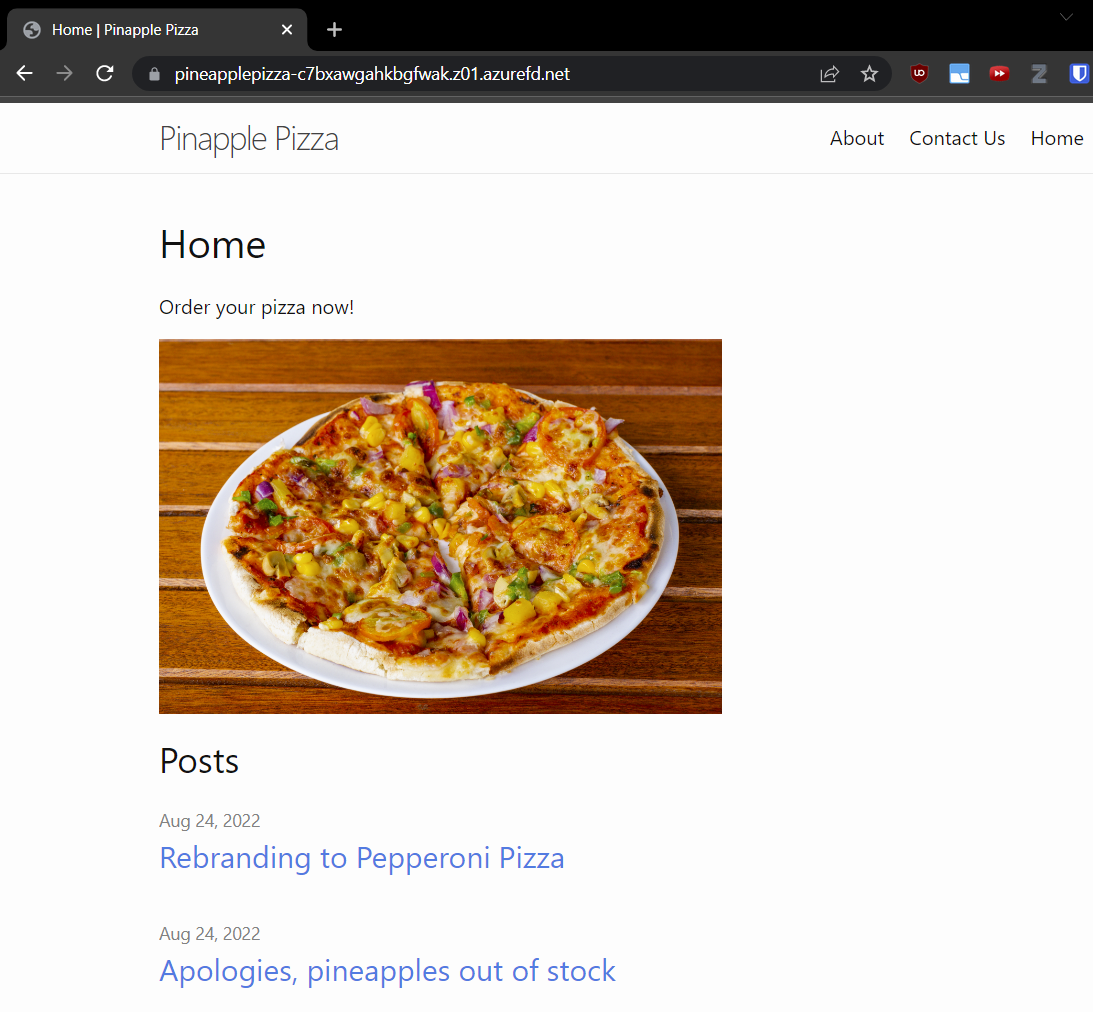 Home | Pinapple Pizza
pineapplepizza-c7bxawgahkbgfwak.z01.azurefd.net
Pinapple Pizza
About Contact Us Home
Home
Order your pizza now!
Posts
Aug 24, 2022
Rebranding to Pepperoni Pizza
Aug 24, 2022
Apologies, pineapples out of stock